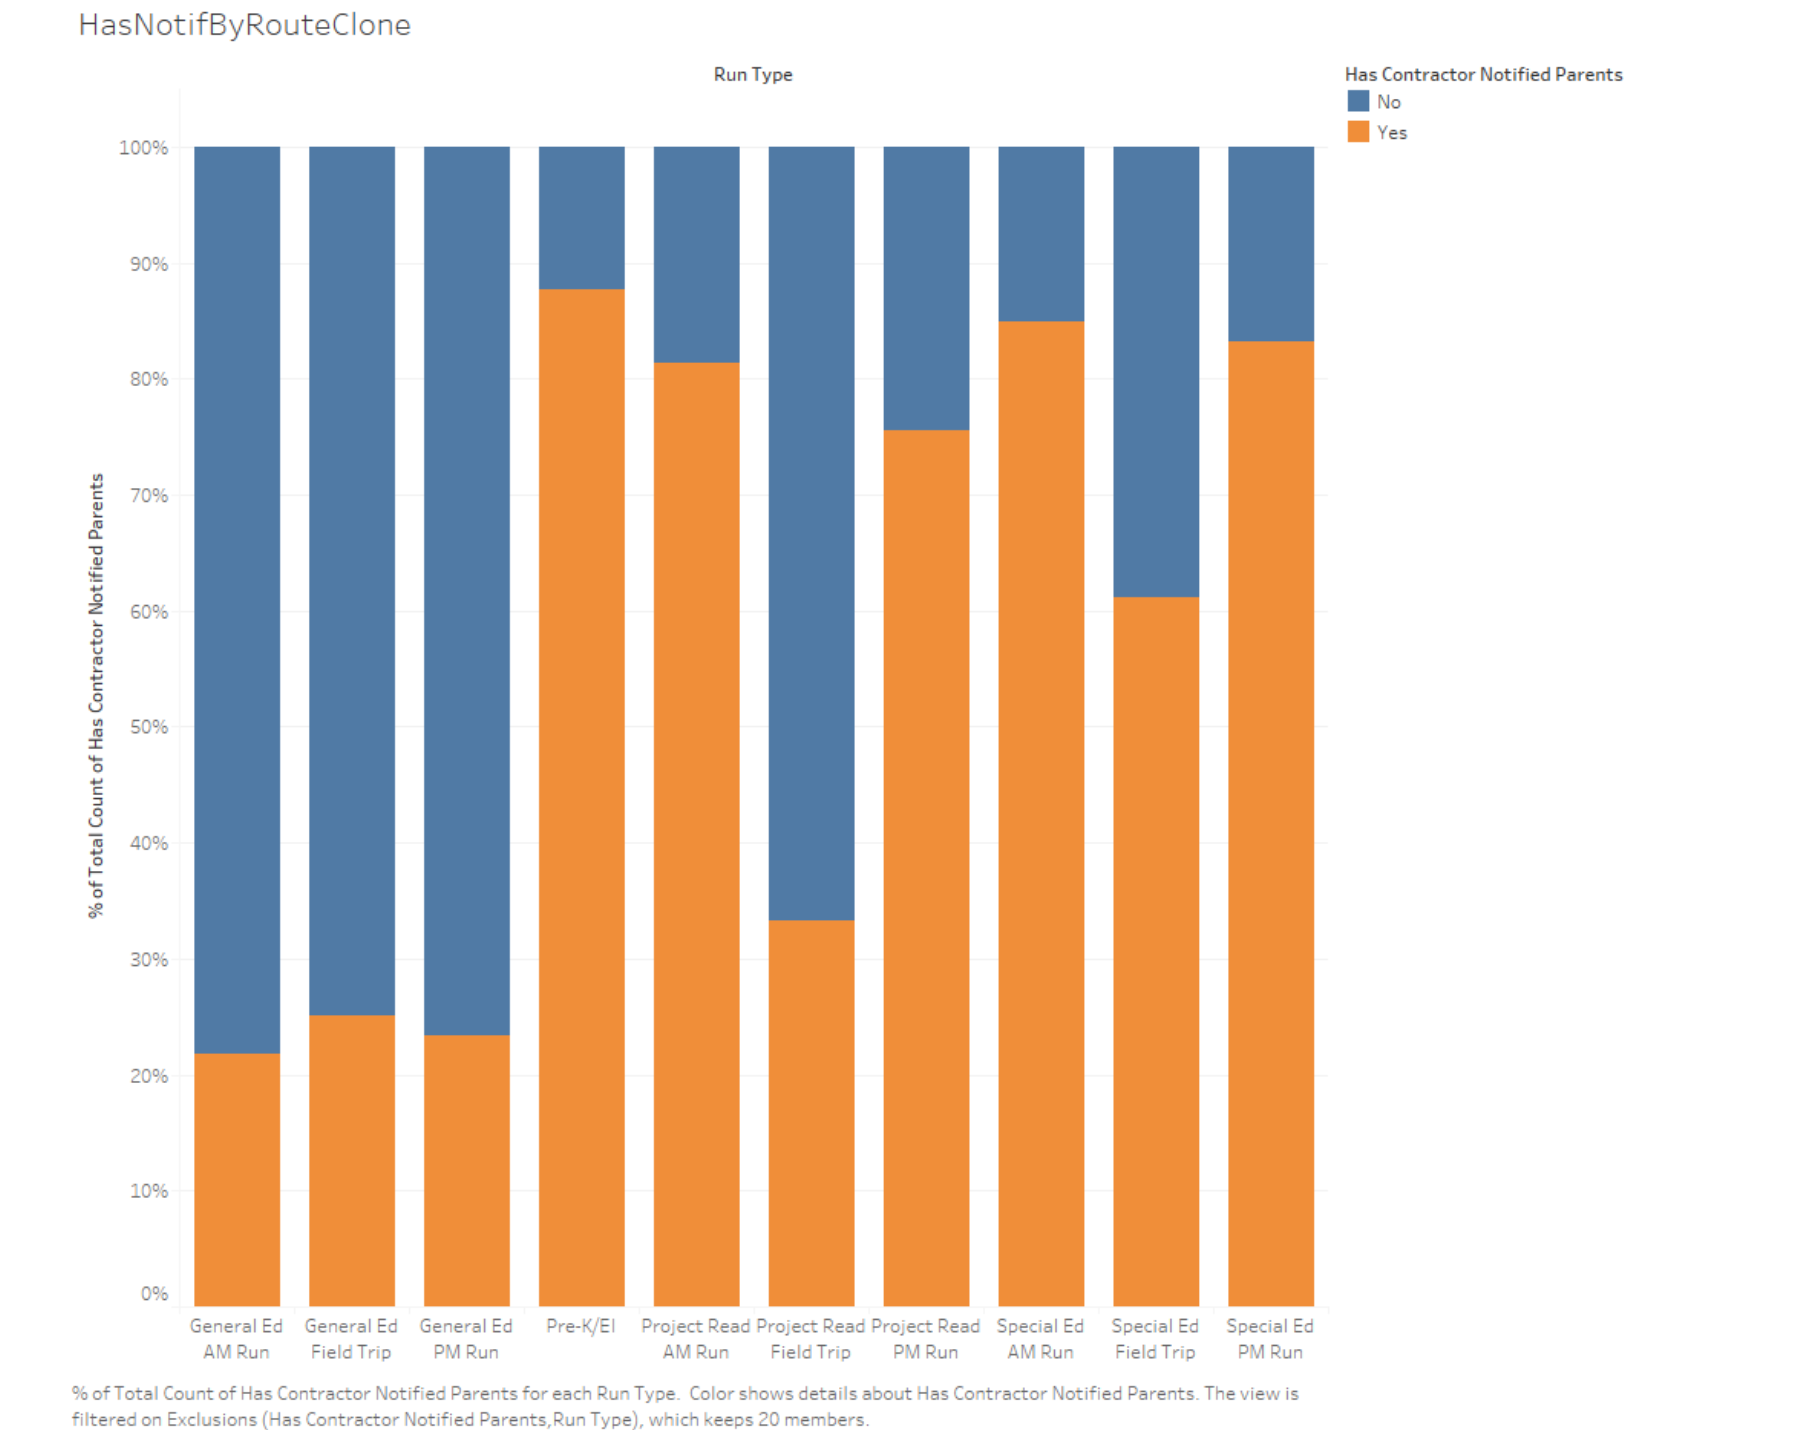 HasNotifByRouteClone
Run Type
Has Contractor Notified Parents
No
Yes
100%
90%
80%
70%
60%
50%
40%
30%
20%
10%
0%
% of Total Count of Has Contractor Notified Parents
General Ed AM Run
General Ed Field Trip
General Ed PM Run
Pre-K/EI
Project Read AM Run
Project Read Field Trip
Project Read PM Run
Special Ed AM Run
Special Ed Field Trip
Special Ed PM Run
% of Total Count of Has Contractor Notified Parents for each Run Type.  Color shows details about Has Contractor Notified Parents. The view is
filtered on Exclusions (Has Contractor Notified Parents,Run Type), which keeps 20 members.